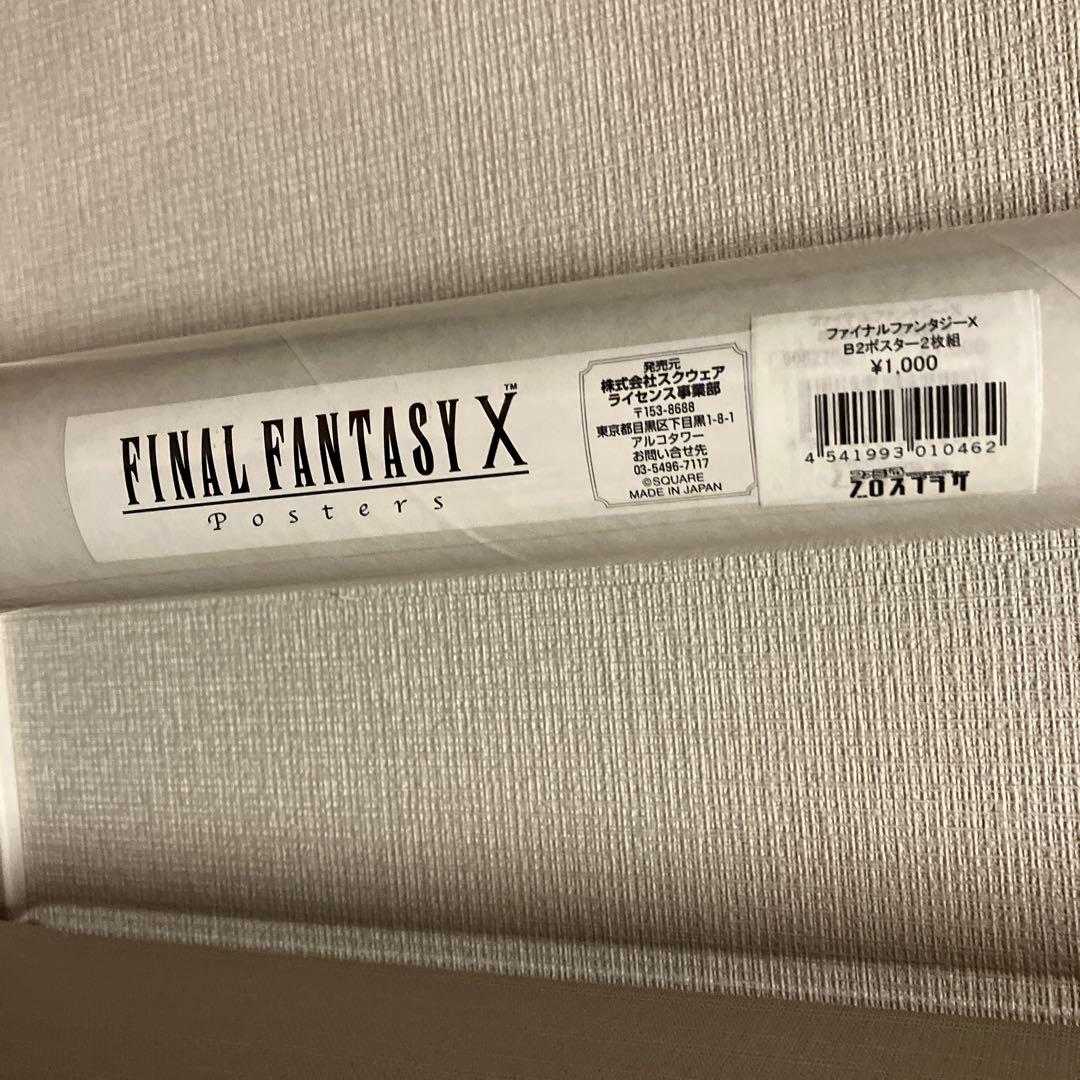 FINAL FANTASY X™
Posters
発売元
株式会社スクウェア
ライセンス事業部
〒153-8688
東京都目黒区下目黒1-8-1
アルコタワー
お問い合せ先
03-5496-7117
©SQUARE
MADE IN JAPAN
ファイナルファンタジーX
B2ポスター2枚組
¥1,000
4 541993 010462